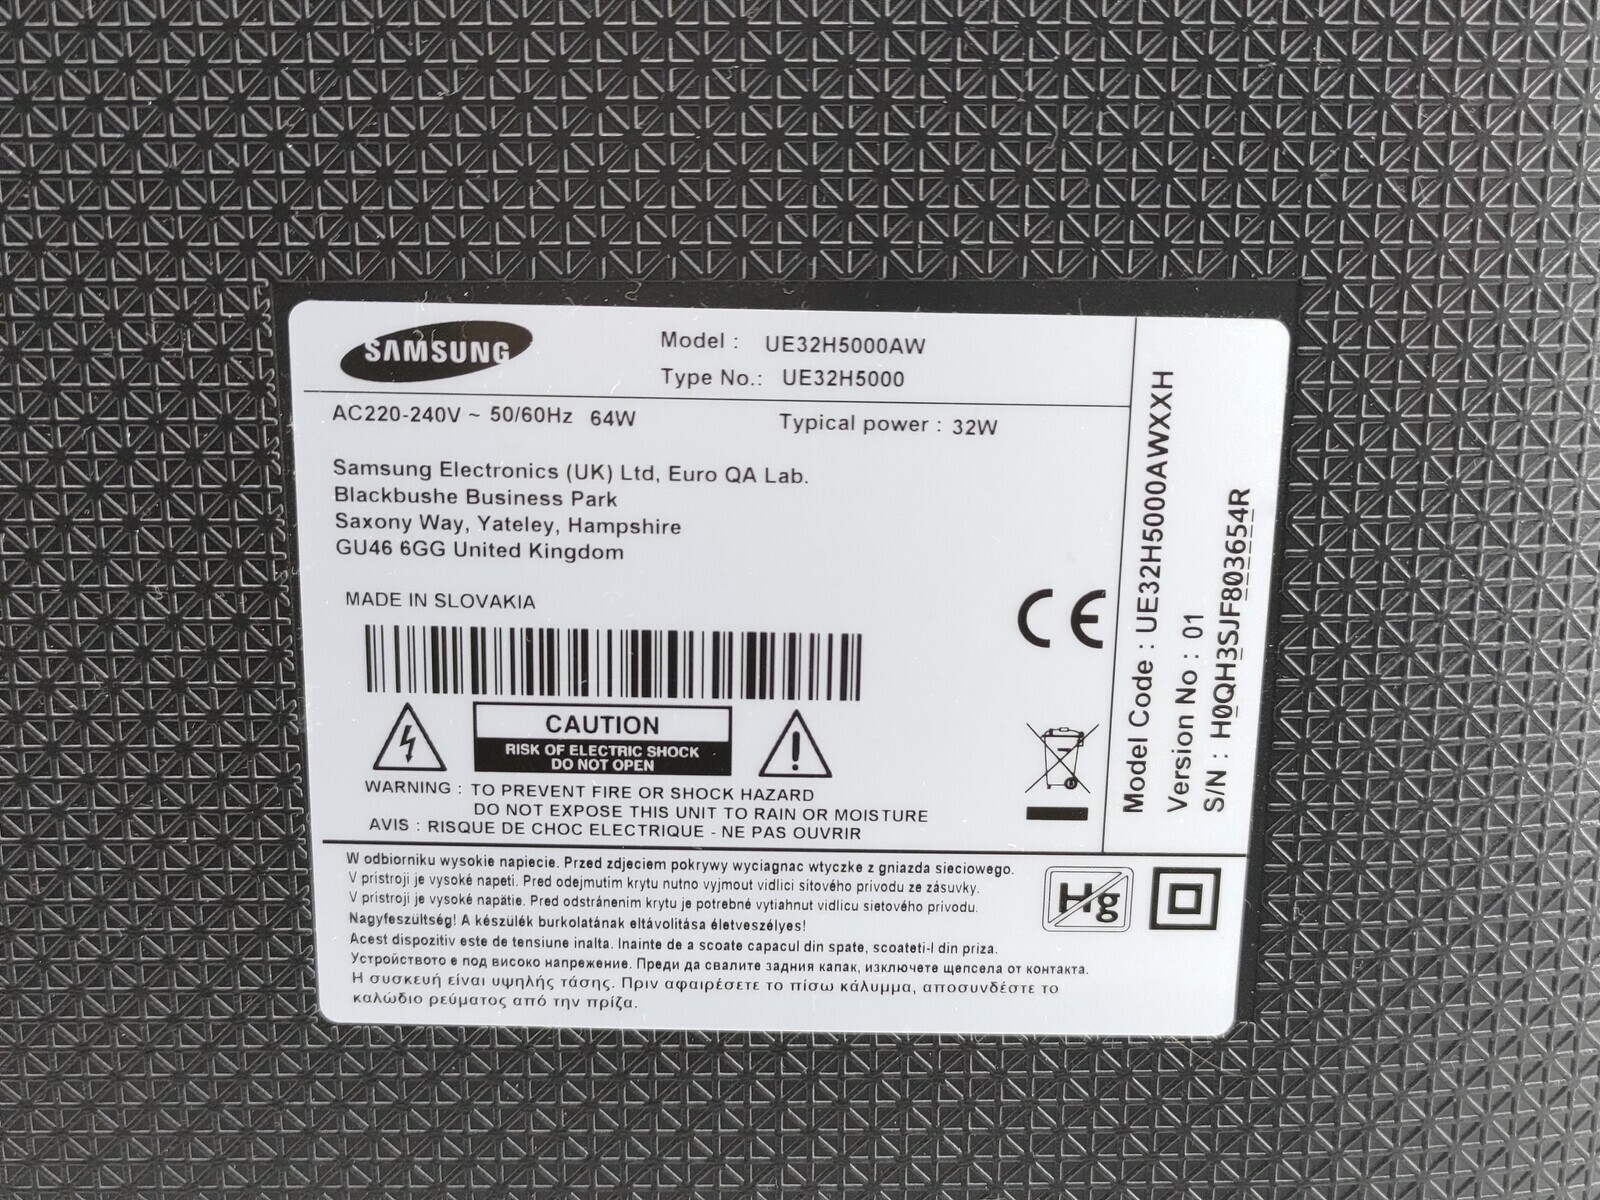 SAMSUNG
Model : UE32H5000AW
Type No.: UE32H5000
AC220-240V ~ 50/60Hz 64W
Typical power : 32W
Samsung Electronics (UK) Ltd, Euro QA Lab.
Blackbushe Business Park
Saxony Way, Yateley, Hampshire
GU46 6GG United Kingdom
MADE IN SLOVAKIA
CE
CAUTION
RISK OF ELECTRIC SHOCK
DO NOT OPEN
WARNING : TO PREVENT FIRE OR SHOCK HAZARD
DO NOT EXPOSE THIS UNIT TO RAIN OR MOISTURE
AVIS : RISQUE DE CHOC ELECTRIQUE - NE PAS OUVRIR
Model Code : UE32H5000AWXXH
Version No : 01
S/N : H0QH3SJF803654R
W odbiorniku wysokie napiecie. Przed zdjeciem pokrywy wyciagnac wtyczke z gniazda sieciowego.
V pristroji je vysoké napeti. Pred odejmutim krytu nutno vyjmout vidlici sitového privodu ze zásuvky.
V pristroji je vysoké napätie. Pred odstránenim krytu je potrebné vytiahnut vidlicu sietového privodu.
Nagyfeszültség! A készülék burkolatának eltávolitása életveszélyes!
Acest dispozitiv este de tensiune inalta. Inainte de a scoate capacul din spate, scoateti-l din priza.
Устройството е под високо напрежение. Преди да свалите задния капак, изключете щепсела от контакта.
Η συσκευή είναι υψηλής τάσης. Πριν αφαιρέσετε το πίσω κάλυμμα, αποσυνδέστε το
καλώδιο ρεύματος από την πρίζα.
Hg